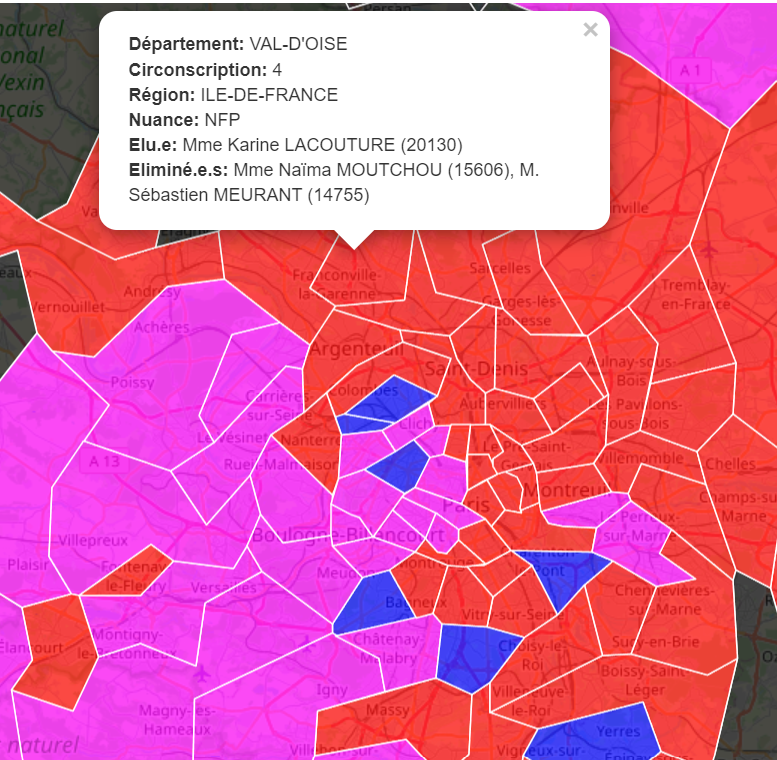 Persan
naturel
onal
Vexin
nçais
×
Département: VAL-D'OISE
Circonscription: 4
Région: ILE-DE-FRANCE
Nuance: NFP
Elu.e: Mme Karine LACOUTURE (20130)
Eliminé.e.s: Mme Naïma MOUTCHOU (15606), M.
Sébastien MEURANT (14755)
A 1
Eragny
Sarcelles
Franconville-
la-Garenne
Tremblay-
en-France
Andrésy
Vernouillet
Garges-lès-
Gonesse
Achères
Argenteuil
Saint-Denis
Aulnay-sous-
Bois
Poissy
Carrières-
sur-Seine
Colombes
Aubervilliers
Les Pavillons-
sous-Bois
Clich
Le Vésinet
Nanterre
Le Pré-Saint-
Gervais
A 13
Rueil-Malmaison
Villemomble
Chelles
Paris
Montreuil
Champs-sur-
Marne
Le Perreux-
sur-Marne
Boulogne-Billancourt
Villepreux
Plaisir
Fontenay-
le-Fleury
Versailles
Meudon
Montrouge
Charenton-
le-Pont
Chennevières-
sur-Marne
Bagneux
Vitry-sur-Seine
Élancourt
Montigny-
le-Bretonneux
Châtenay-
Malabry
Choisy-le-
Roi
Sucy-en-Brie
Boissy-Saint-
Léger
Igny
Villeneuve-
le-Roi
Magny-les-
Hameaux
Massy
Yerres
naturel
Villebon-sur-
Vigneux-sur-